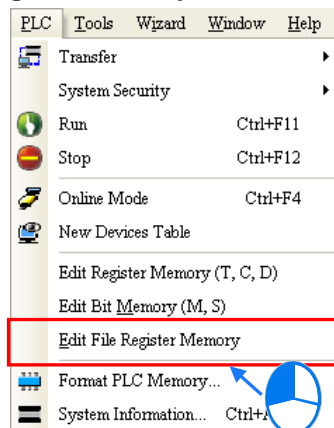 PLC Tools Wizard Window Help
Transfer
System Security
Run Ctrl+F11
Stop Ctrl+F12
Online Mode Ctrl+F4
New Devices Table
Edit Register Memory (T, C, D)
Edit Bit Memory (M, S)
Edit File Register Memory
Format PLC Memory...
System Information... Ctrl+